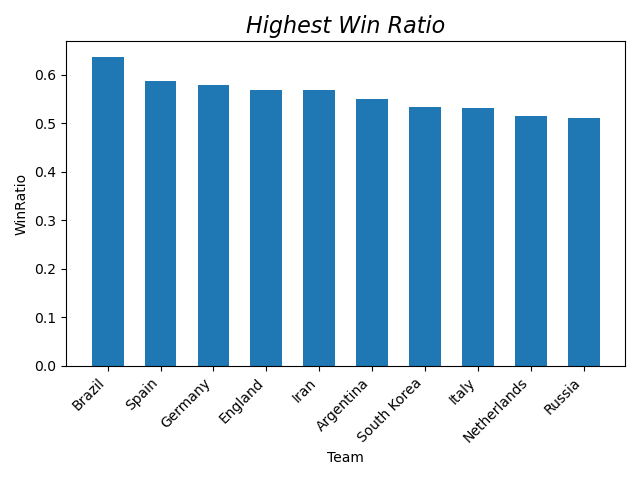 Highest Win Ratio
WinRatio
0.6
0.5
0.4
0.3
0.2
0.1
0.0
Brazil
Spain
Germany
England
Iran
Argentina
South Korea
Italy
Netherlands
Russia
Team